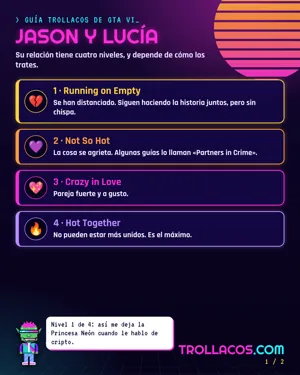 > GUÍA TROLLACOS DE GTA VI_
JASON Y LUCÍA
Su relación tiene cuatro niveles, y depende de cómo los
trates.
1 · Running on Empty
Se han distanciado. Siguen haciendo la historia juntos, pero sin
chispa.
2 · Not So Hot
La cosa se agrieta. Algunas guías lo llaman «Partners in Crime».
3 · Crazy in Love
Pareja fuerte y a gusto.
4 · Hot Together
No pueden estar más unidos. Es el máximo.
Nivel 1 de 4: así me deja la
Princesa Neón cuando le hablo de
cripto.
TROLLACOS.COM
1 / 2